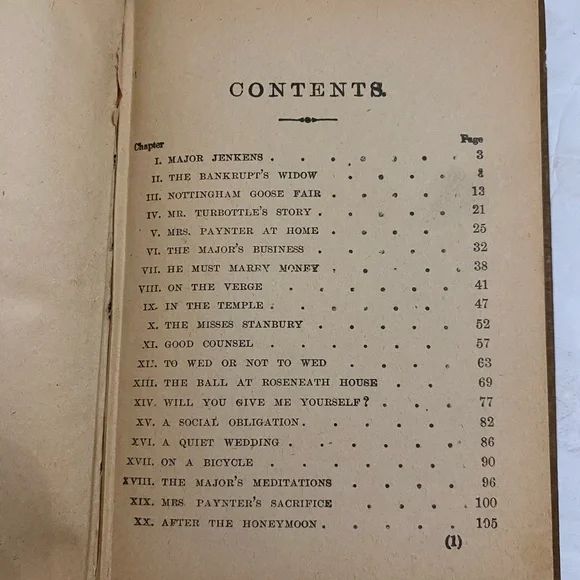 CONTENTS.
Chapter Page
I. MAJOR JENKENS . . . . . . 3
II. THE BANKRUPT'S WIDOW . . . . 8
III. NOTTINGHAM GOOSE FAIR . . . . 13
IV. MR. TURBOTTLE'S STORY . . . . 21
V. MRS. PAYNTER AT HOME . . . . 25
VI. THE MAJOR'S BUSINESS . . . . . 32
VII. HE MUST MARRY MONEY . . . . 38
VIII. ON THE VERGE . . . . . 41
IX. IN THE TEMPLE . . . . . . 47
X. THE MISSES STANBURY . . . . . 52
XI. GOOD COUNSEL . . . . . . 57
XII. TO WED OR NOT TO WED . . . . 63
XIII. THE BALL AT ROSENEATH HOUSE . . . 69
XIV. WILL YOU GIVE ME YOURSELF? . . . 77
XV. A SOCIAL OBLIGATION . . . . . 82
XVI. A QUIET WEDDING . . . . . 86
XVII. ON A BICYCLE . . . . . . 90
XVIII. THE MAJOR'S MEDITATIONS . . . . 96
XIX. MRS PAYNTER'S SACRIFICE . . . . 100
XX. AFTER THE HONEYMOON . . . . . 105
(1)